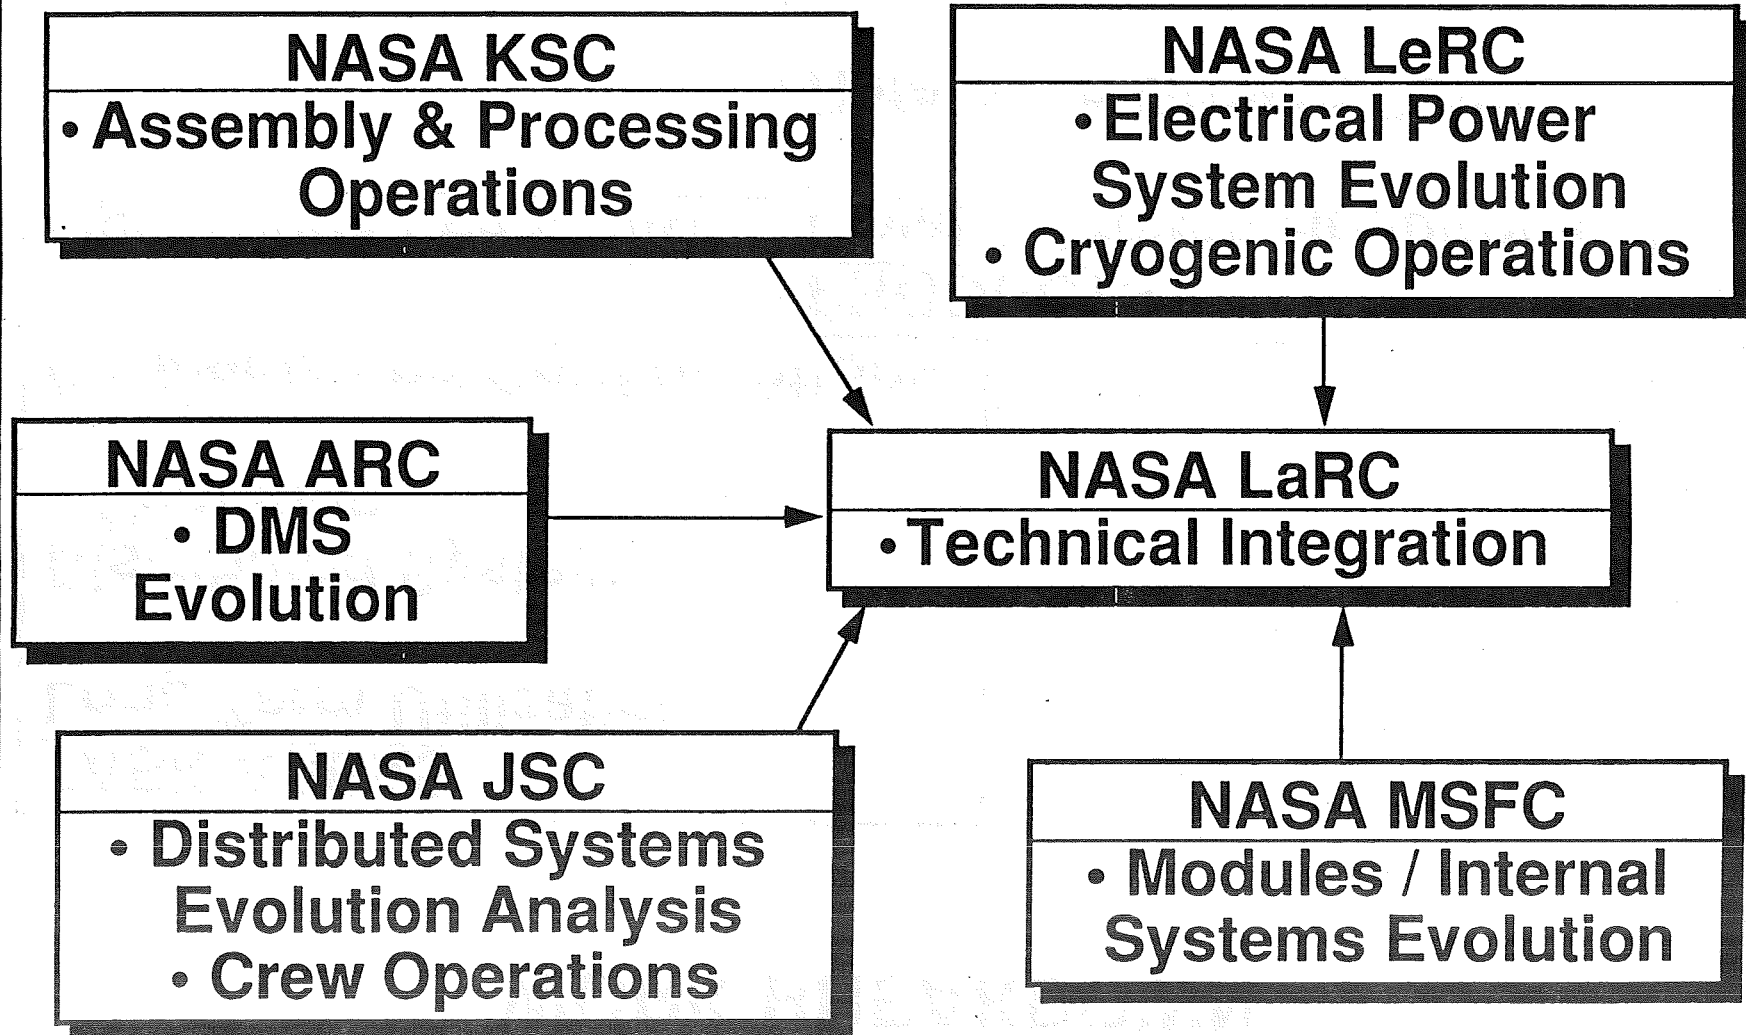 NASA KSC
• Assembly & Processing
Operations
NASA LeRC
• Electrical Power
System Evolution
• Cryogenic Operations
NASA ARC
• DMS
Evolution
NASA LaRC
• Technical Integration
NASA JSC
• Distributed Systems
Evolution Analysis
• Crew Operations
NASA MSFC
• Modules / Internal
Systems Evolution